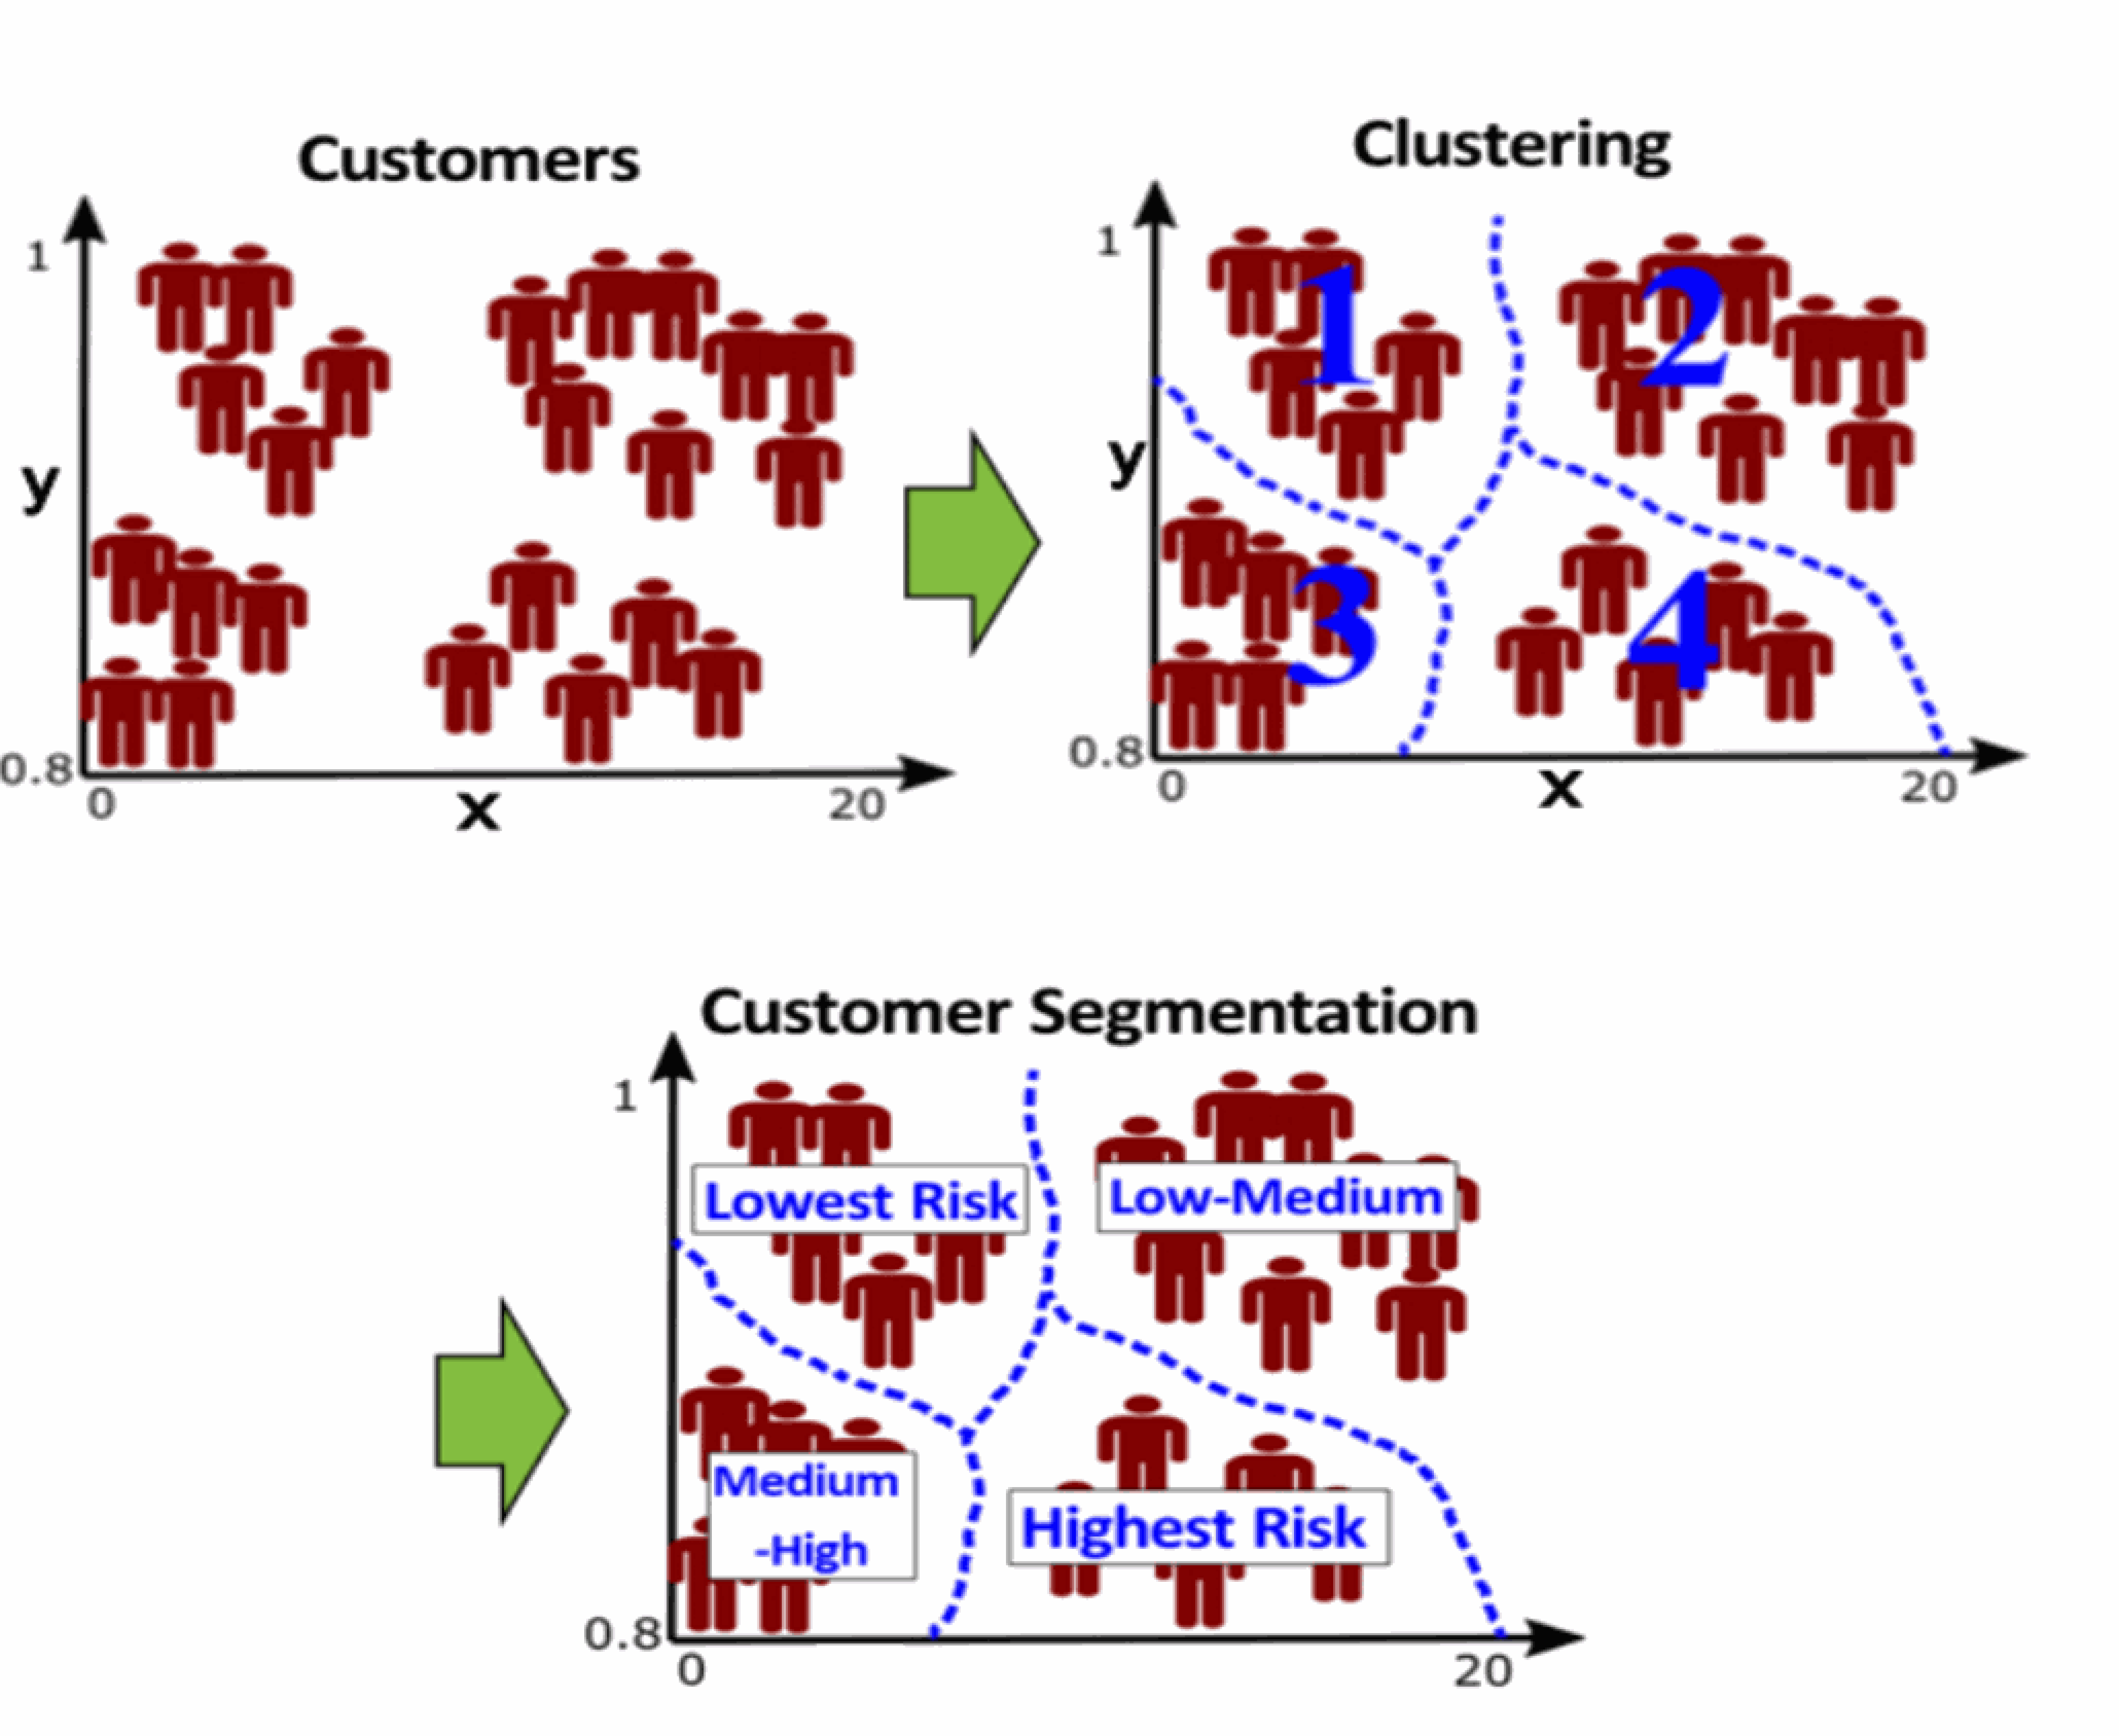 Customers
1
y
0.8
0
x
20
Clustering
1
1
2
y
3
4
0.8
0
x
20
Customer Segmentation
1
Lowest Risk
Low-Medium
Medium
-High
Highest Risk
0.8
0
20